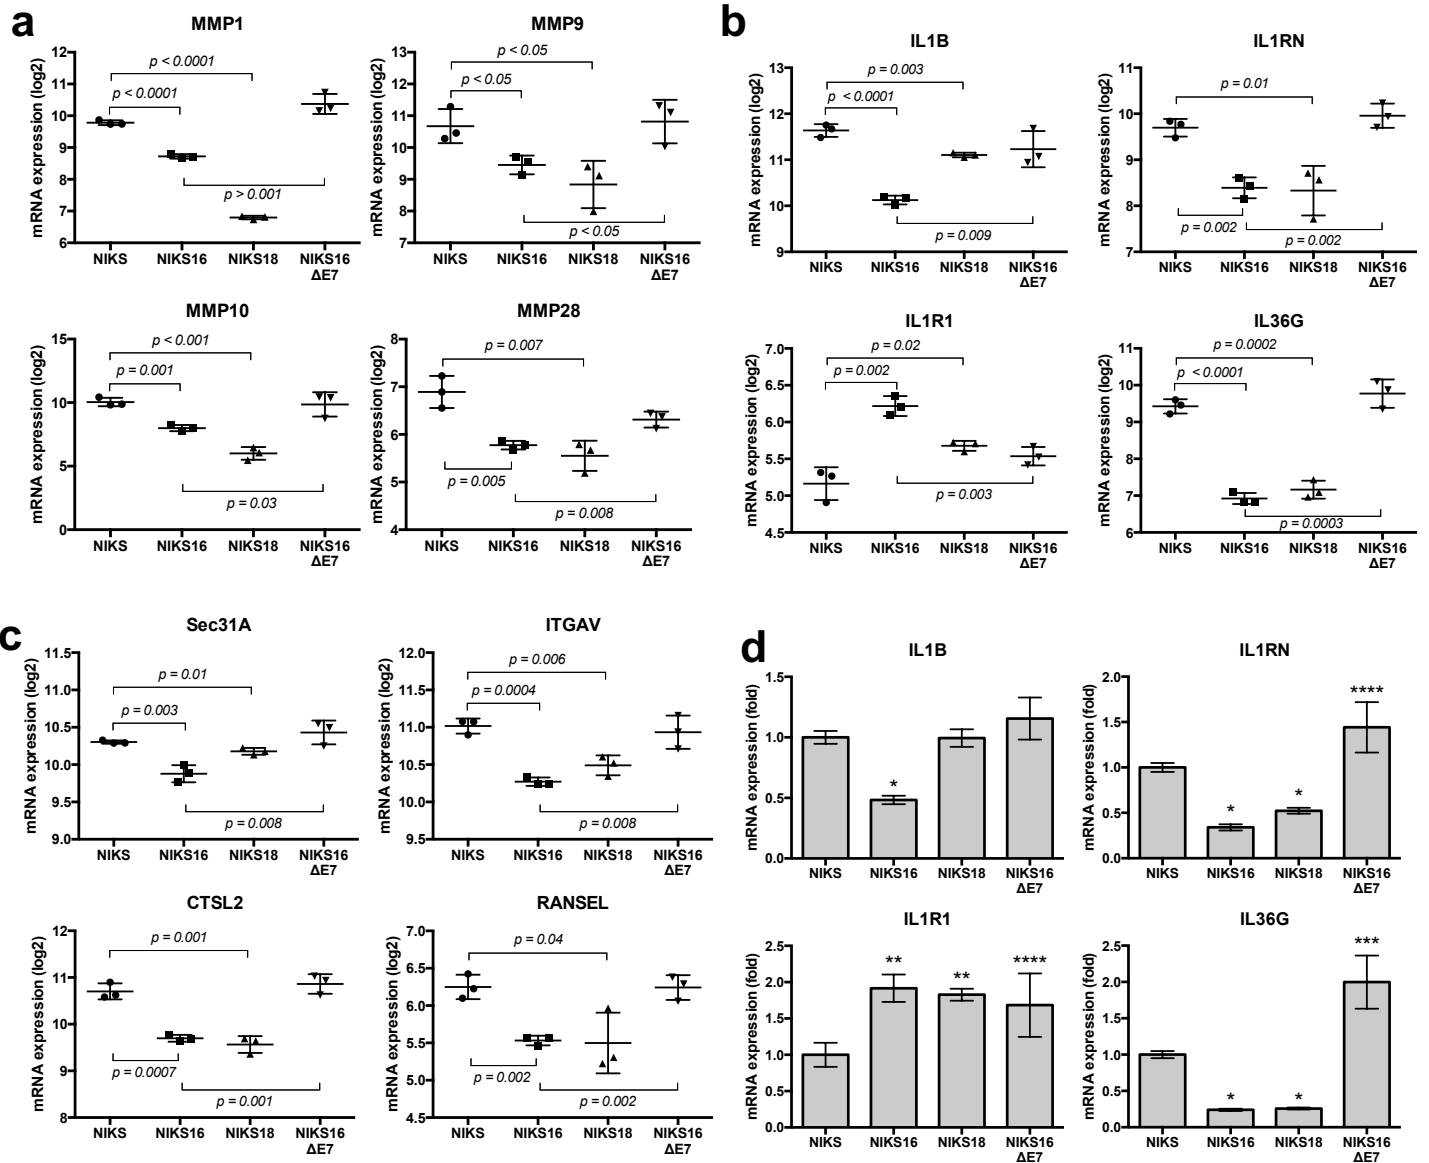 a
MMP1
mRNA expression (log2)
12
11
10
9
8
7
6
p < 0.0001
p < 0.0001
p > 0.001
NIKS
NIKS16
NIKS18
NIKS16
ΔE7
MMP9
mRNA expression (log2)
13
12
11
10
9
8
7
p < 0.05
p < 0.05
p < 0.05
NIKS
NIKS16
NIKS18
NIKS16
ΔE7
MMP10
mRNA expression (log2)
15
10
5
0
p < 0.001
p = 0.001
p = 0.03
NIKS
NIKS16
NIKS18
NIKS16
ΔE7
MMP28
mRNA expression (log2)
8
7
6
5
4
p = 0.007
p = 0.005
p = 0.008
NIKS
NIKS16
NIKS18
NIKS16
ΔE7
b
IL1B
mRNA expression (log2)
13
12
11
10
9
p = 0.003
p < 0.0001
p = 0.009
NIKS
NIKS16
NIKS18
NIKS16
ΔE7
IL1RN
mRNA expression (log2)
11
10
9
8
7
p = 0.01
p = 0.002
p = 0.002
NIKS
NIKS16
NIKS18
NIKS16
ΔE7
IL1R1
mRNA expression (log2)
7.0
6.5
6.0
5.5
5.0
4.5
p = 0.02
p = 0.002
p = 0.003
NIKS
NIKS16
NIKS18
NIKS16
ΔE7
IL36G
mRNA expression (log2)
11
10
9
8
7
6
p = 0.0002
p < 0.0001
p = 0.0003
NIKS
NIKS16
NIKS18
NIKS16
ΔE7
c
Sec31A
mRNA expression (log2)
11.5
11.0
10.5
10.0
9.5
9.0
p = 0.01
p = 0.003
p = 0.008
NIKS
NIKS16
NIKS18
NIKS16
ΔE7
ITGAV
mRNA expression (log2)
12.0
11.5
11.0
10.5
10.0
9.5
p = 0.006
p = 0.0004
p = 0.008
NIKS
NIKS16
NIKS18
NIKS16
ΔE7
CTSL2
mRNA expression (log2)
12
11
10
9
8
p = 0.001
p = 0.0007
p = 0.001
NIKS
NIKS16
NIKS18
NIKS16
ΔE7
RANSEL
mRNA expression (log2)
7.0
6.5
6.0
5.5
5.0
4.5
p = 0.04
p = 0.002
p = 0.002
NIKS
NIKS16
NIKS18
NIKS16
ΔE7
d
IL1B
mRNA expression (fold)
1.5
1.0
0.5
0.0
*
NIKS
NIKS16
NIKS18
NIKS16
ΔE7
IL1RN
mRNA expression (fold)
2.0
1.5
1.0
0.5
0.0
*
*
****
NIKS
NIKS16
NIKS18
NIKS16
ΔE7
IL1R1
mRNA expression (fold)
2.5
2.0
1.5
1.0
0.5
0.0
**
**
****
NIKS
NIKS16
NIKS18
NIKS16
ΔE7
IL36G
mRNA expression (fold)
2.5
2.0
1.5
1.0
0.5
0.0
*
*
***
NIKS
NIKS16
NIKS18
NIKS16
ΔE7